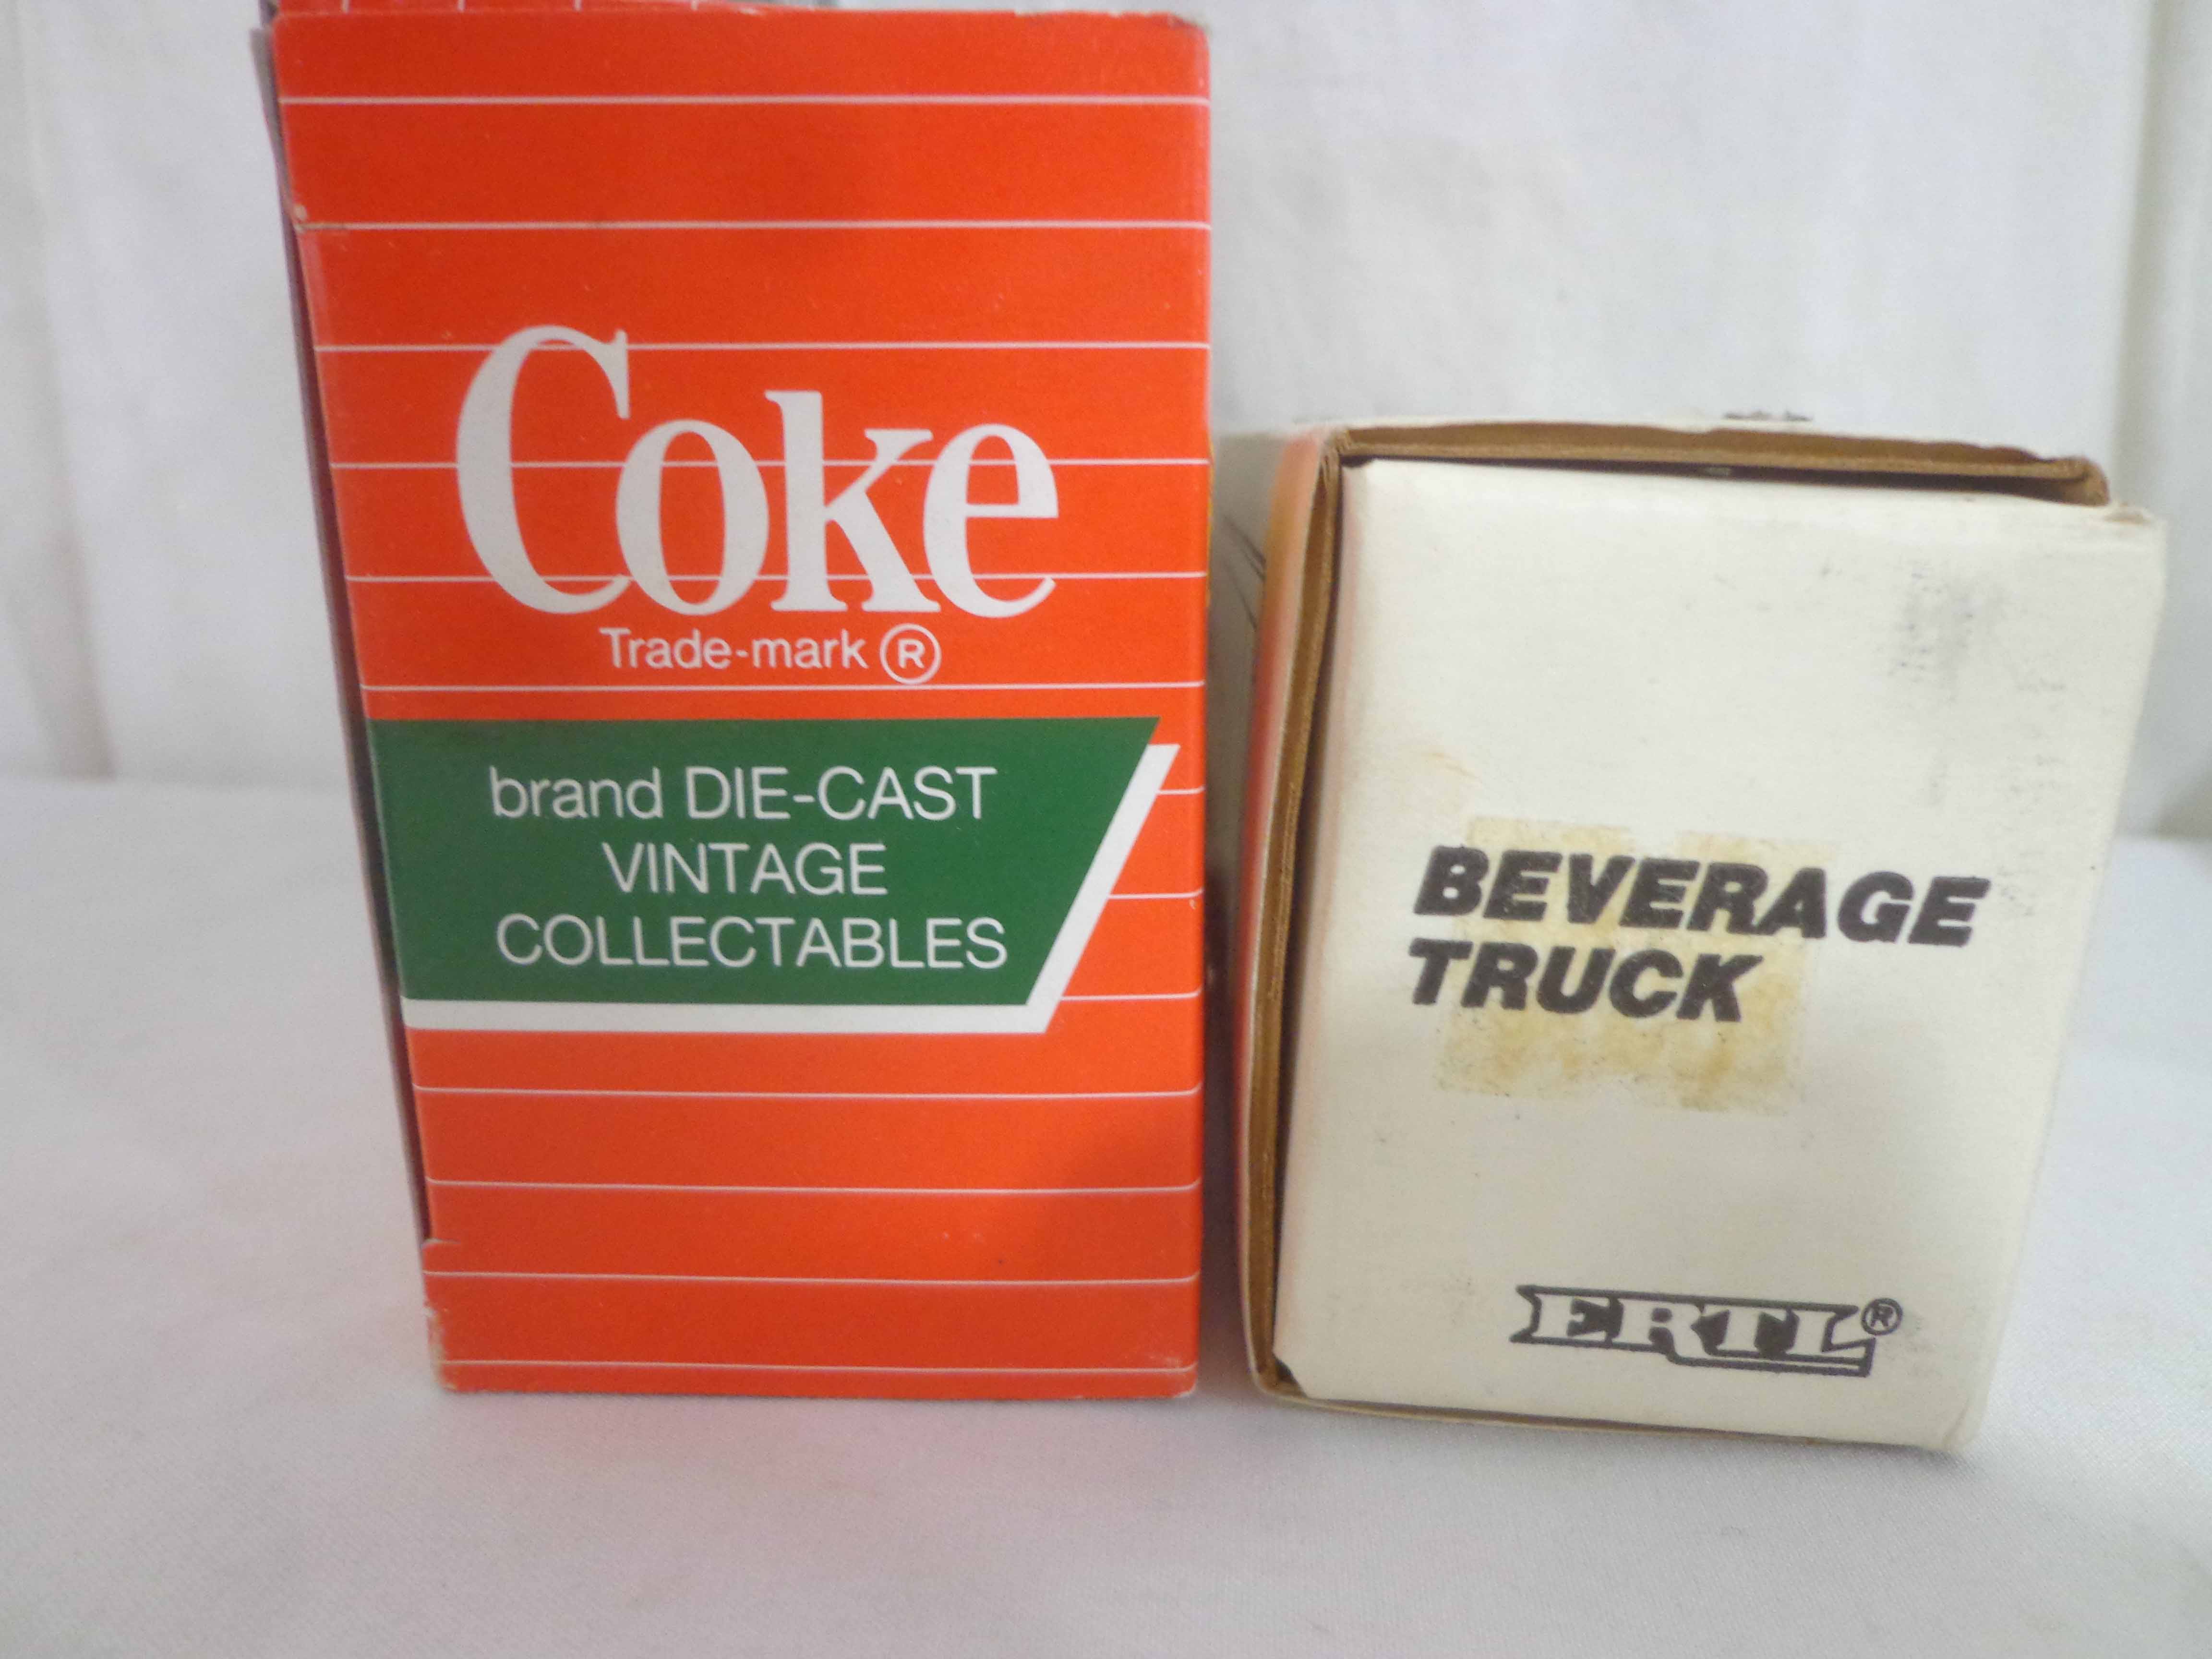 Coke
Trade-mark ®
brand DIE-CAST
VINTAGE
COLLECTABLES
BEVERAGE
TRUCK
ERTL®